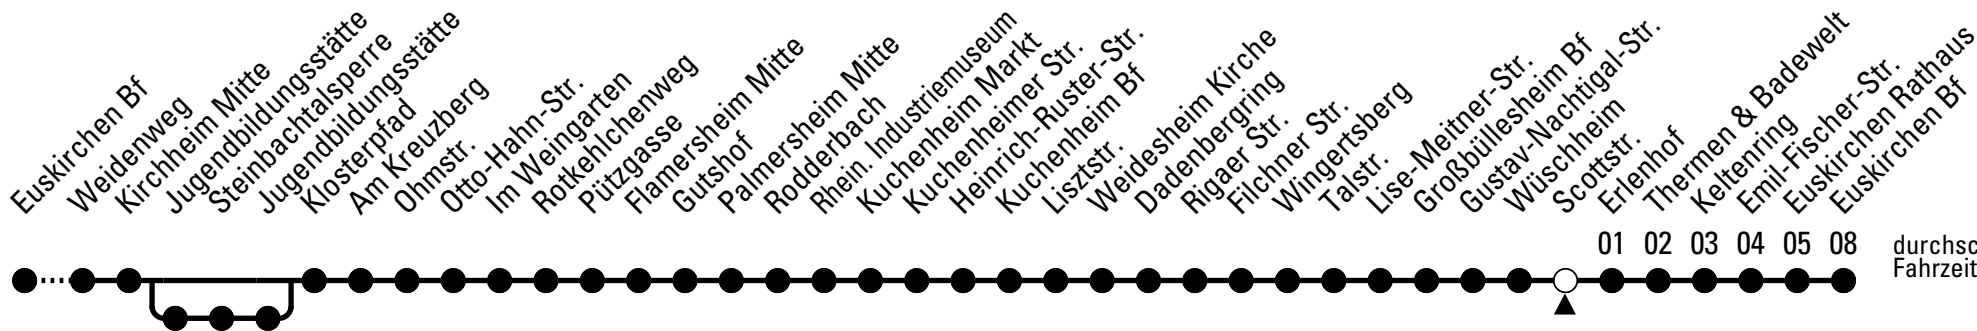 Euskirchen Bf
Weidenweg
Kirchheim Mitte
Jugendbildungsstätte
Steinbachtalsperre
Jugendbildungsstätte
Klosterpfad
Am Kreuzberg
Ohmstr.
Otto-Hahn-Str.
Im Weingarten
Rotkehlchenweg
Pützgasse
Flamersheim Mitte
Gutshof
Palmersheim Mitte
Rodderbach
Rhein. Industriemuseum
Kuchenheim Markt
Kuchenheimer Str.
Heinrich-Ruster-Str.
Kuchenheim Bf
Lisztstr.
Weidesheim Kirche
Dadenbergring
Rigaer Str.
Filchner Str.
Wingertsberg
Talstr.
Lise-Meitner-Str.
Großbüllesheim Bf
Gustav-Nachtigal-Str.
Wüschheim
Scottstr.
Erlenhof
Thermen & Badewelt
Keltenring
Emil-Fischer-Str.
Euskirchen Rathaus
Euskirchen Bf
01 02 03 04 05 08
durchsc
Fahrzeit